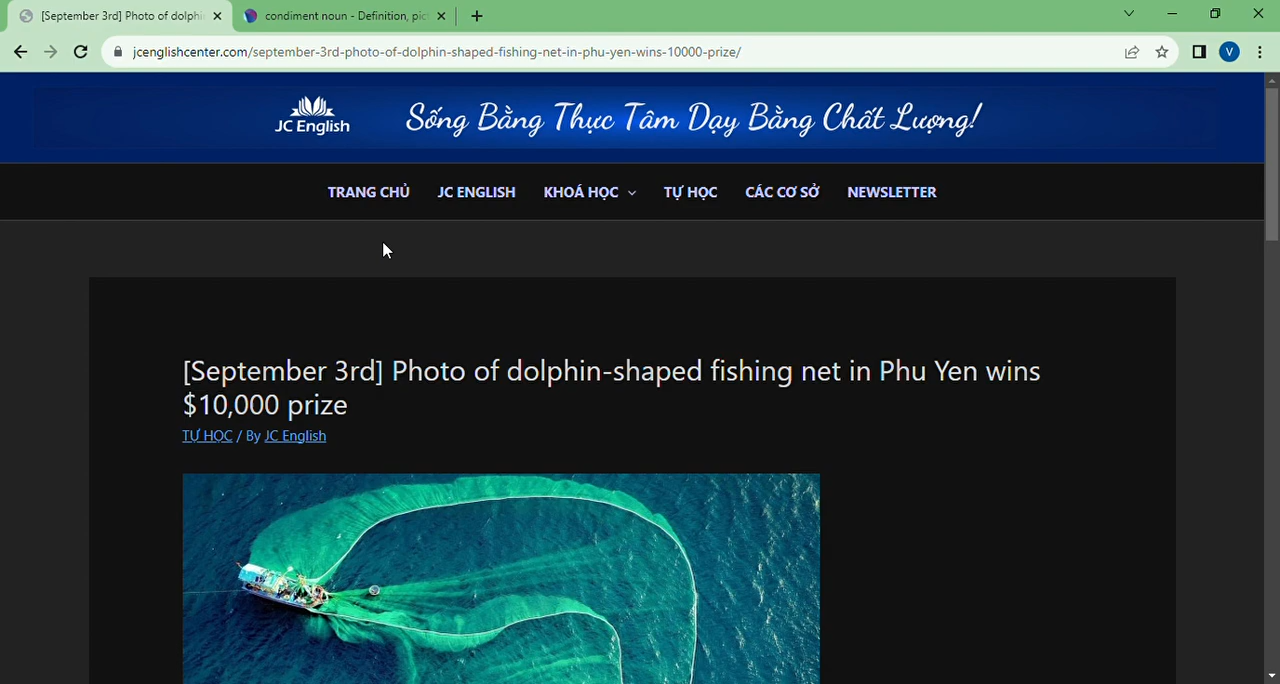 [September 3rd] Photo of dolphin
condiment noun - Definition, pic
jcenglishcenter.com/september-3rd-photo-of-dolphin-shaped-fishing-net-in-phu-yen-wins-10000-prize/
V
JC English
Sống Bằng Thực Tâm Dạy Bằng Chất Lượng!
TRANG CHỦ JC ENGLISH KHOÁ HỌC TỰ HỌC CÁC CƠ SỞ NEWSLETTER
[September 3rd] Photo of dolphin-shaped fishing net in Phu Yen wins
$10,000 prize
TỰ HỌC / By JC English